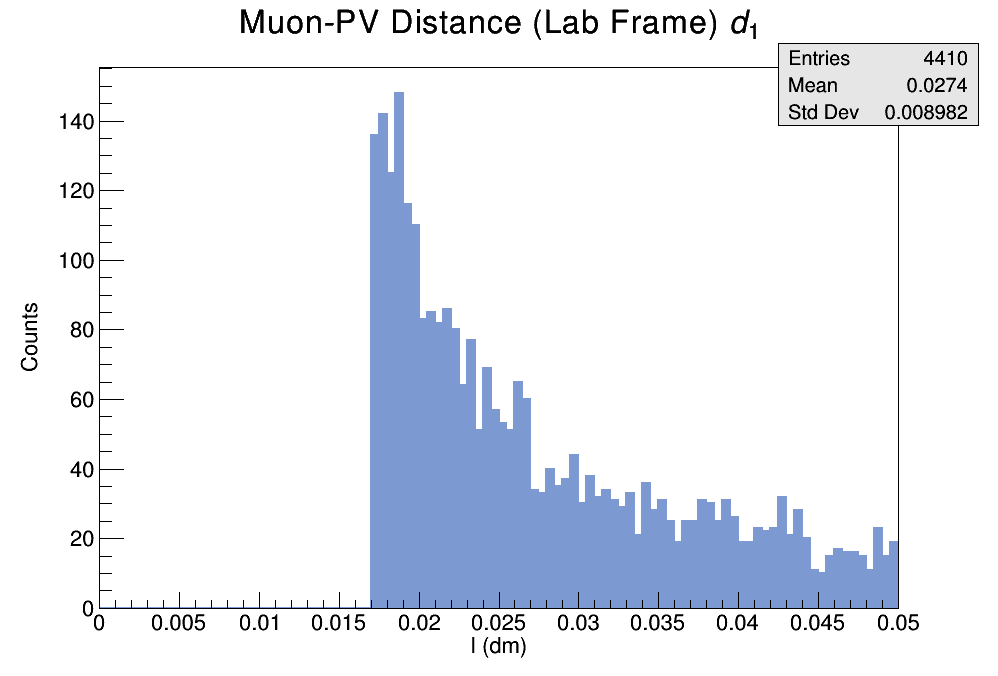 Muon-PV Distance (Lab Frame) d₁
Entries 4410
Mean 0.0274
Std Dev 0.008982
140
120
100
80
60
40
20
0
Counts
0 0.005 0.01 0.015 0.02 0.025 0.03 0.035 0.04 0.045 0.05
l (dm)